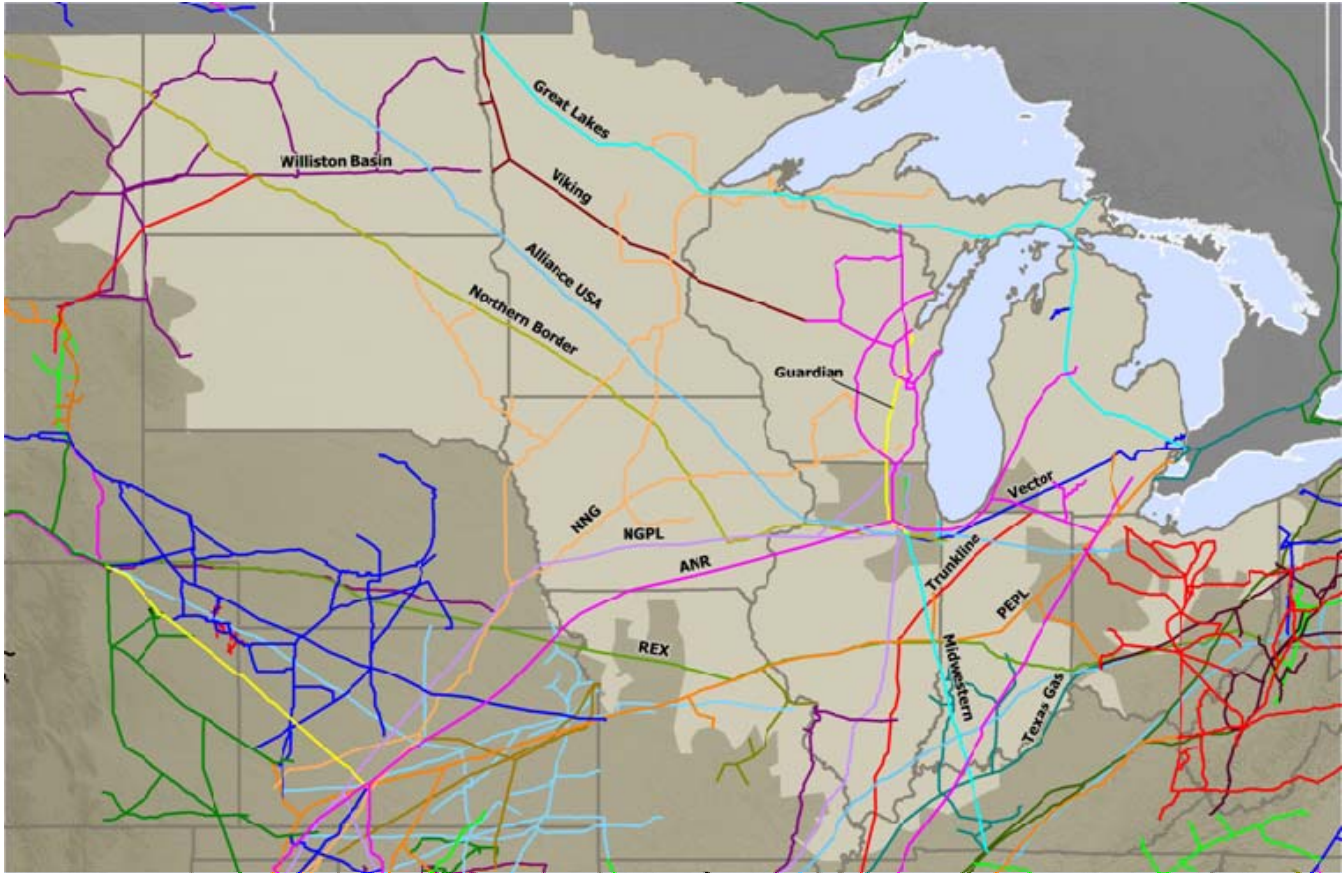 Great Lakes
Williston Basin
Viking
Alliance USA
Northern Border
Guardian
Vector
NNG
NGPL
ANR
Trunkline
PEPL
REX
Midwestern
Texas Gas